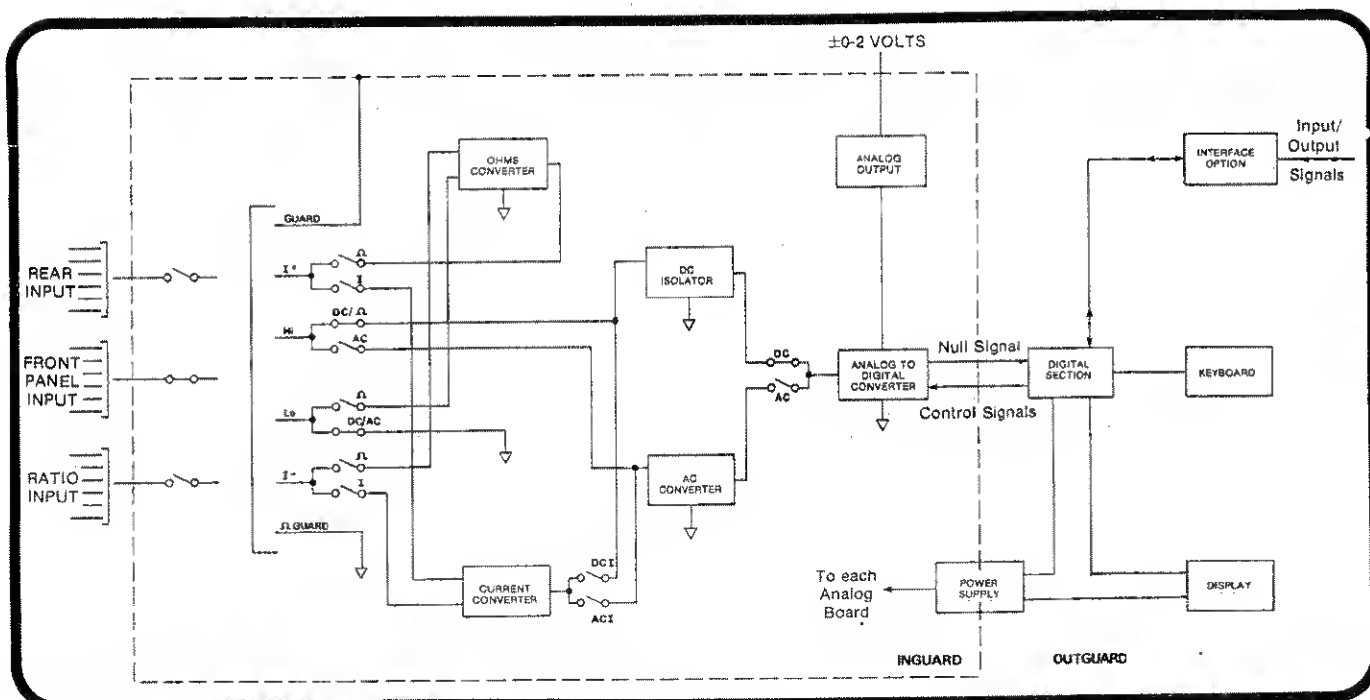 ±0-2 VOLTS
OHMS
CONVERTER
ANALOG
OUTPUT
INTERFACE
OPTION
Input/
Output
Signals
GUARD
REAR
INPUT
I+
Ω
I
DC/Ω
Hi
AC
DC
ISOLATOR
FRONT
PANEL
INPUT
DC
AC
ANALOG TO
DIGITAL
CONVERTER
Null Signal
Control Signals
DIGITAL
SECTION
KEYBOARD
Lo
Ω
DC/AC
RATIO
INPUT
I-
Ω
I
AC
CONVERTER
Ω GUARD
CURRENT
CONVERTER
DCI
ACI
To each
Analog
Board
POWER
SUPPLY
DISPLAY
INGUARD
OUTGUARD